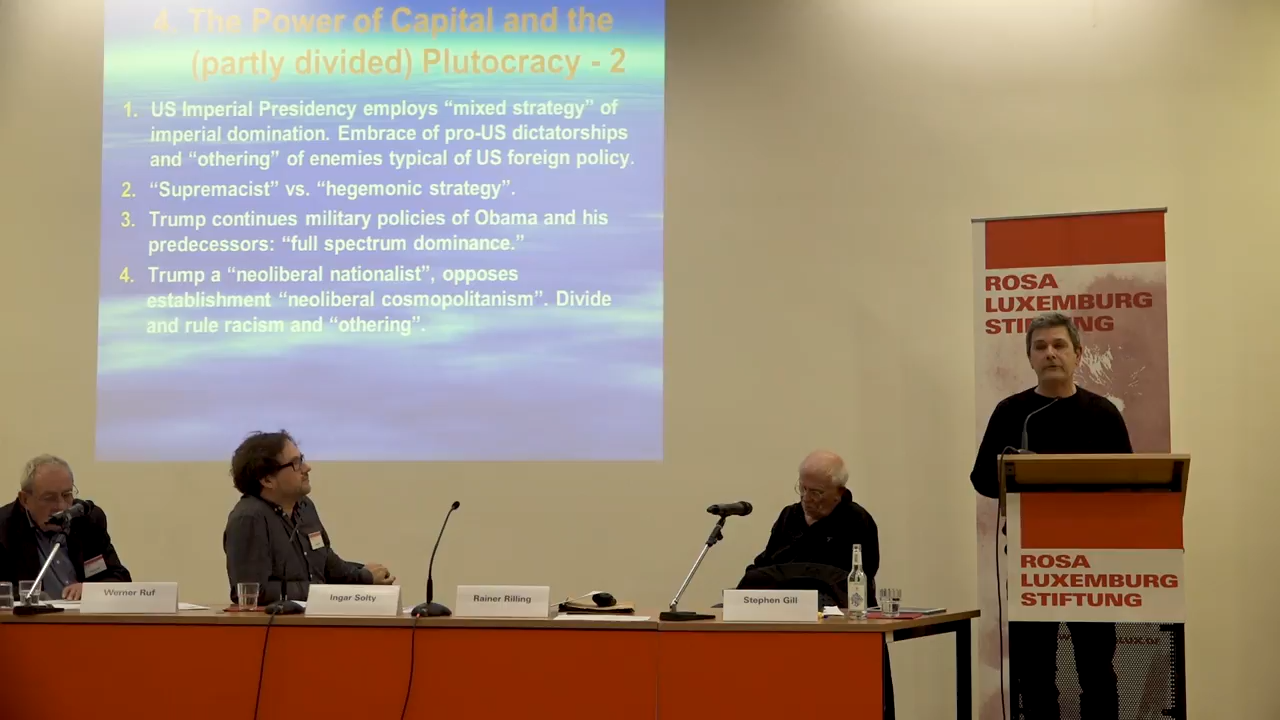 4. The Power of Capital and the
(partly divided) Plutocracy - 2
1. US Imperial Presidency employs “mixed strategy” of
imperial domination. Embrace of pro-US dictatorships
and “othering” of enemies typical of US foreign policy.
2. “Supremacist” vs. “hegemonic strategy”.
3. Trump continues military policies of Obama and his
predecessors: “full spectrum dominance.”
4. Trump a “neoliberal nationalist”, opposes
establishment “neoliberal cosmopolitanism”. Divide
and rule racism and “othering”.
ROSA
LUXEMBURG
STIFTUNG
ROSA
LUXEMBURG
STIFTUNG
Werner Ruf
Ingar Solty
Rainer Rilling
Stephen Gill